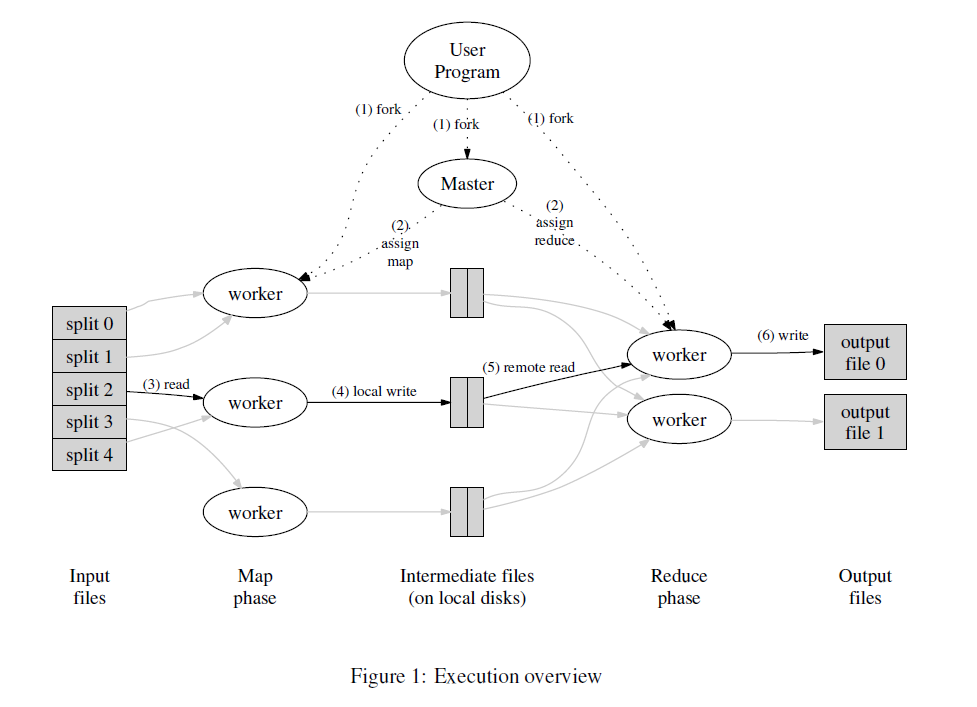 User
Program
(1) fork
(1) fork
(1) fork
Master
(2)
assign
map
(2)
assign
reduce
worker
split 0
split 1
split 2
split 3
split 4
(3) read
worker
(4) local write
worker
(5) remote read
worker
worker
(6) write
output
file 0
output
file 1
Input
files
Map
phase
Intermediate files
(on local disks)
Reduce
phase
Output
files
Figure 1: Execution overview